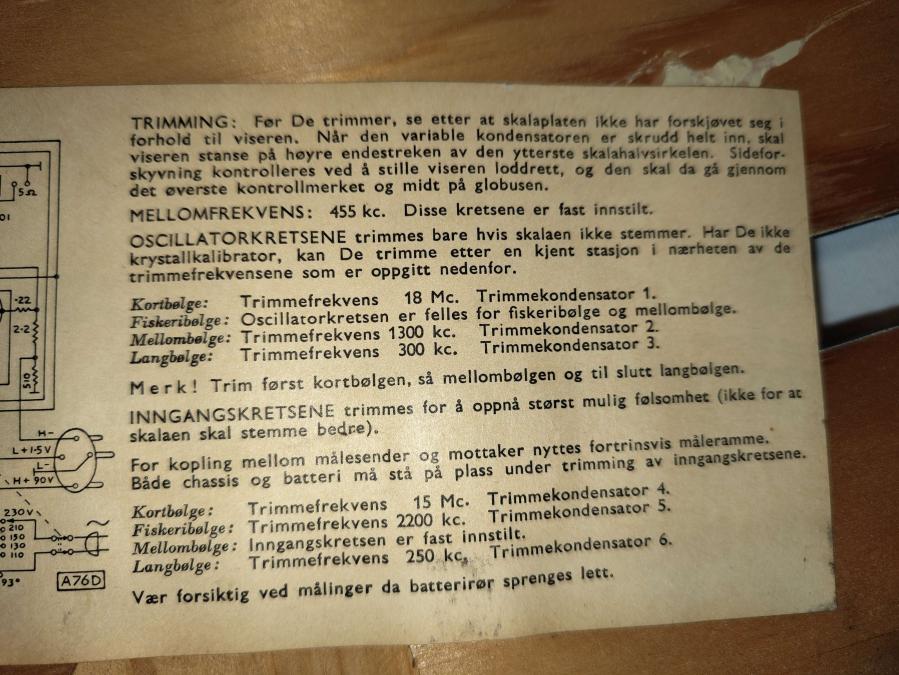 TRIMMING: Før De trimmer, se etter at skalaplaten ikke har forskjøvet seg i
forhold til viseren. Når den variable kondensatoren er skrudd helt inn, skal
viseren stanse på høyre endestreken av den ytterste skalahalvsirkelen. Sidefor-
skyvning kontrolleres ved å stille viseren loddrett, og den skal da gå gjennom
det øverste kontrollmerket og midt på globusen.
MELLOMFREKVENS: 455 kc. Disse kretsene er fast innstilt.
OSCILLATORKRETSENE trimmes bare hvis skalaen ikke stemmer. Har De ikke
krystallkalibrator, kan De trimme etter en kjent stasjon i nærheten av de
trimmefrekvensene som er oppgitt nedenfor.
Kortbølge: Trimmefrekvens 18 Mc. Trimmekondensator 1.
Fiskeribølge: Oscillatorkretsen er felles for fiskeribølge og mellombølge.
Mellombølge: Trimmefrekvens 1300 kc. Trimmekondensator 2.
Langbølge: Trimmefrekvens 300 kc. Trimmekondensator 3.
Merk! Trim først kortbølgen, så mellombølgen og til slutt langbølgen.
INNGANGSKRETSENE trimmes for å oppnå størst mulig følsomhet (ikke for at
skalaen skal stemme bedre).
For kopling mellom målesender og mottaker nyttes fortrinsvis måleramme.
Både chassis og batteri må stå på plass under trimming av inngangskretsene.
Kortbølge: Trimmefrekvens 15 Mc. Trimmekondensator 4.
Fiskeribølge: Trimmefrekvens 2200 kc. Trimmekondensator 5.
Mellombølge: Inngangskretsen er fast innstilt.
Langbølge: Trimmefrekvens 250 kc. Trimmekondensator 6.
Vær forsiktig ved målinger da batterirør sprenges lett.
5Ω
01
·22
2·2
510
H-
L+1·5V
L-
H+90V
230V
210
150
130
110
93°
A76D